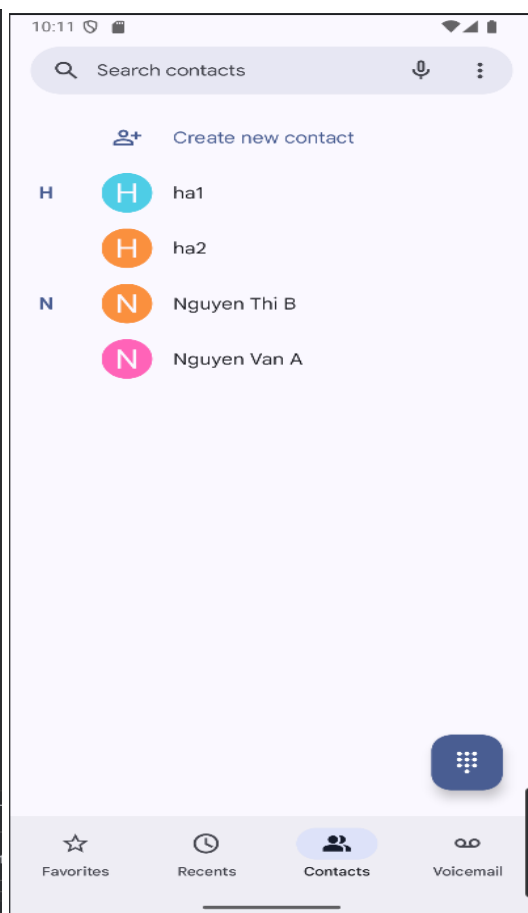 10:11
Search contacts
Create new contact
H
H ha1
H ha2
N
N Nguyen Thi B
N Nguyen Van A
Favorites Recents Contacts Voicemail